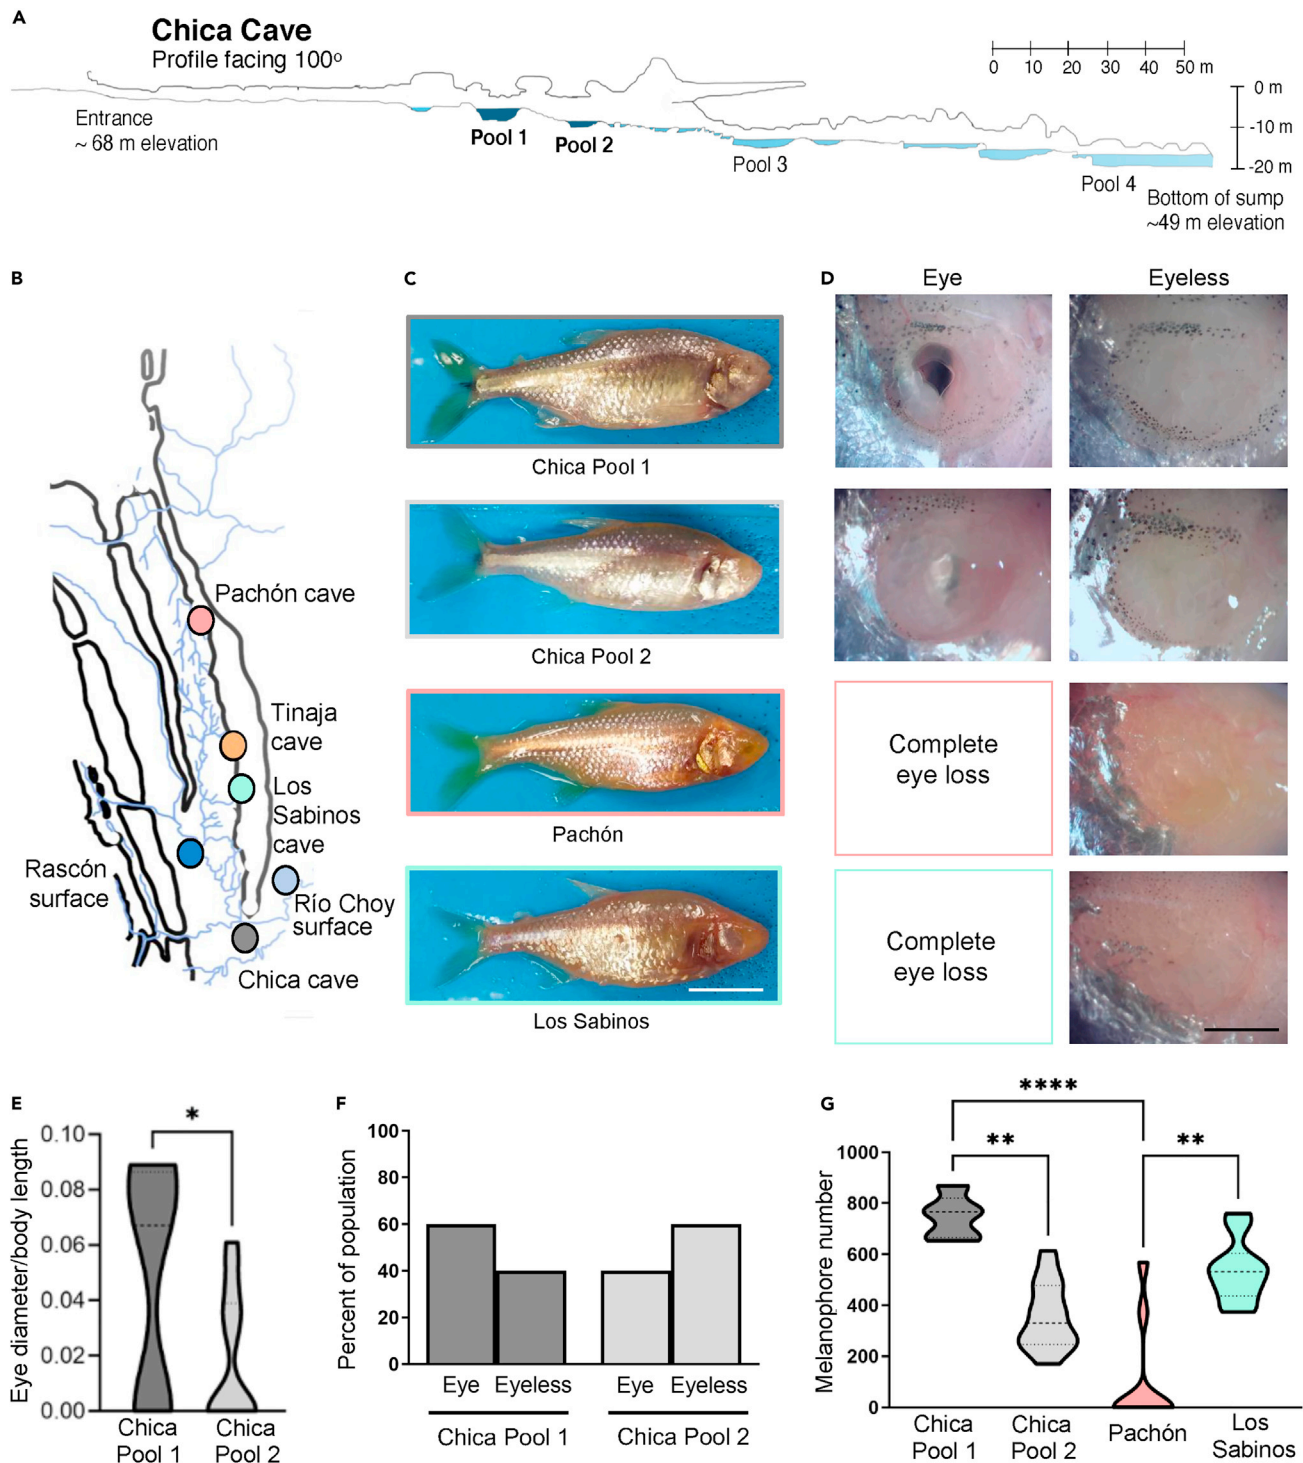 A
Chica Cave
Profile facing 100º
0 10 20 30 40 50 m
0 m
-10 m
-20 m
Entrance
~ 68 m elevation
Pool 1
Pool 2
Pool 3
Pool 4
Bottom of sump
~49 m elevation
B
Pachón cave
Tinaja
cave
Los
Sabinos
cave
Rascón
surface
Río Choy
surface
Chica cave
C
Chica Pool 1
Chica Pool 2
Pachón
Los Sabinos
D
Eye
Eyeless
Complete
eye loss
Complete
eye loss
E
*
Eye diameter/body length
0.10
0.08
0.06
0.04
0.02
0.00
Chica
Pool 1
Chica
Pool 2
F
Percent of population
100
80
60
40
20
0
Eye Eyeless Eye Eyeless
Chica Pool 1 Chica Pool 2
G
****
** **
Melanophore number
1000
800
600
400
200
0
Chica
Pool 1
Chica
Pool 2
Pachón
Los
Sabinos